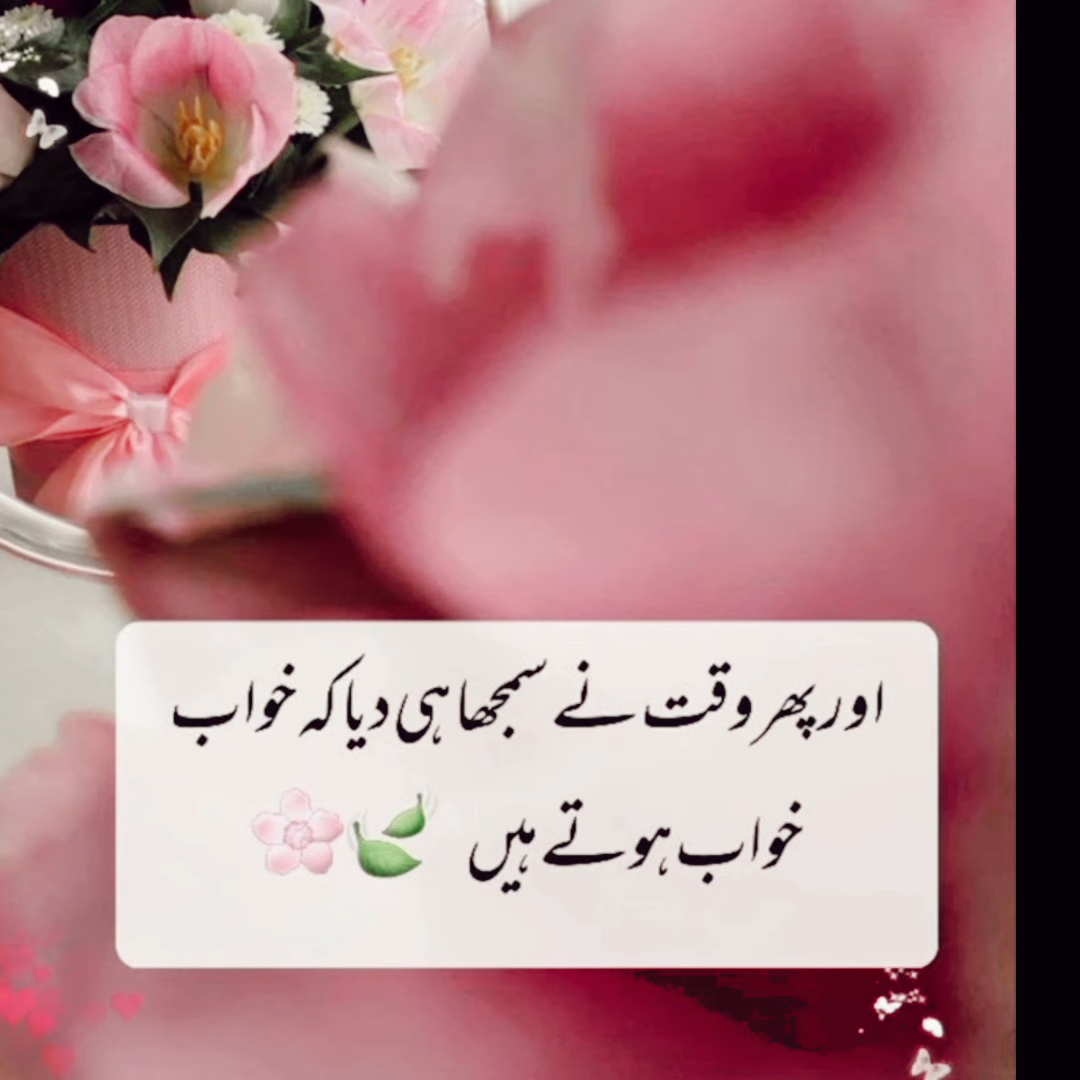 اور پھر وقت نے سمجھا ہی دیا کہ خواب
خواب ہوتے ہیں 🍃🌸